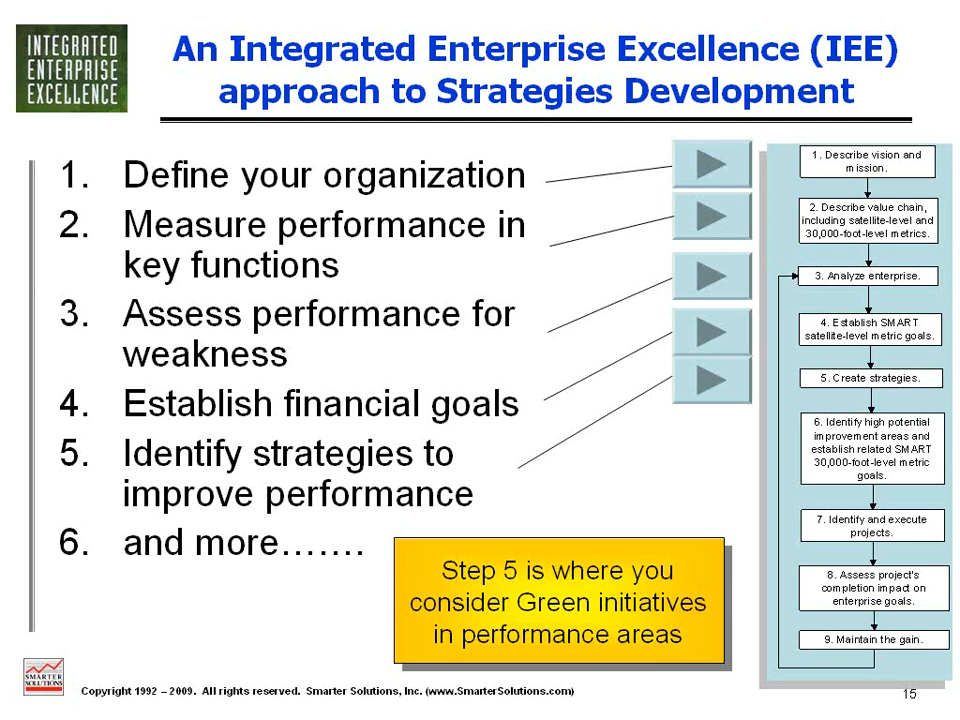 INTEGRATED
ENTERPRISE
EXCELLENCE
An Integrated Enterprise Excellence (IEE)
approach to Strategies Development
1. Define your organization
2. Measure performance in
key functions
3. Assess performance for
weakness
4. Establish financial goals
5. Identify strategies to
improve performance
6. and more…….
Step 5 is where you
consider Green initiatives
in performance areas
1. Describe vision and
mission.
2. Describe value chain,
including satellite-level and
30,000-foot-level metrics.
3. Analyze enterprise.
4. Establish SMART
satellite-level metric goals.
5. Create strategies.
6. Identify high potential
improvement areas and
establish related SMART
30,000-foot-level metric
goals.
7. Identify and execute
projects.
8. Assess project's
completion impact on
enterprise goals.
9. Maintain the gain.
SMARTER
SOLUTIONS
Copyright 1992 – 2009. All rights reserved. Smarter Solutions, Inc. (www.SmarterSolutions.com)
15